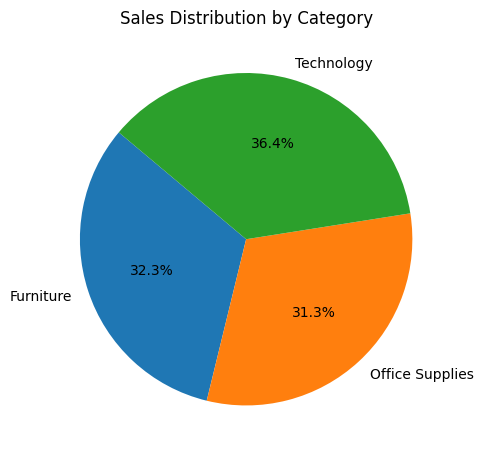 Sales Distribution by Category
Technology
36.4%
32.3%
Furniture
31.3%
Office Supplies